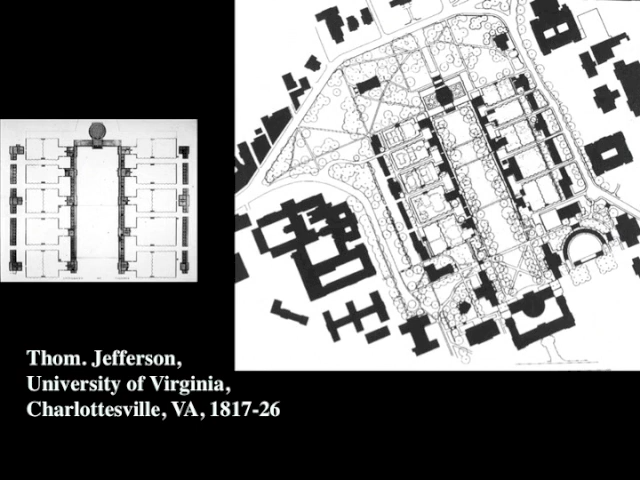 Thom. Jefferson,
University of Virginia,
Charlottesville, VA, 1817-26